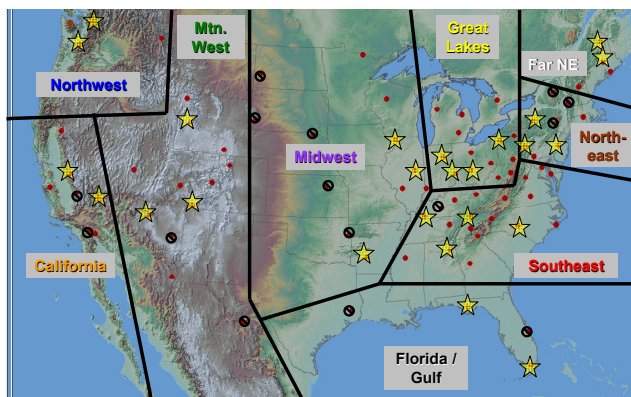 Mtn.
West
Great
Lakes
Far NE
Northwest
North-
east
Midwest
California
Southeast
Florida /
Gulf